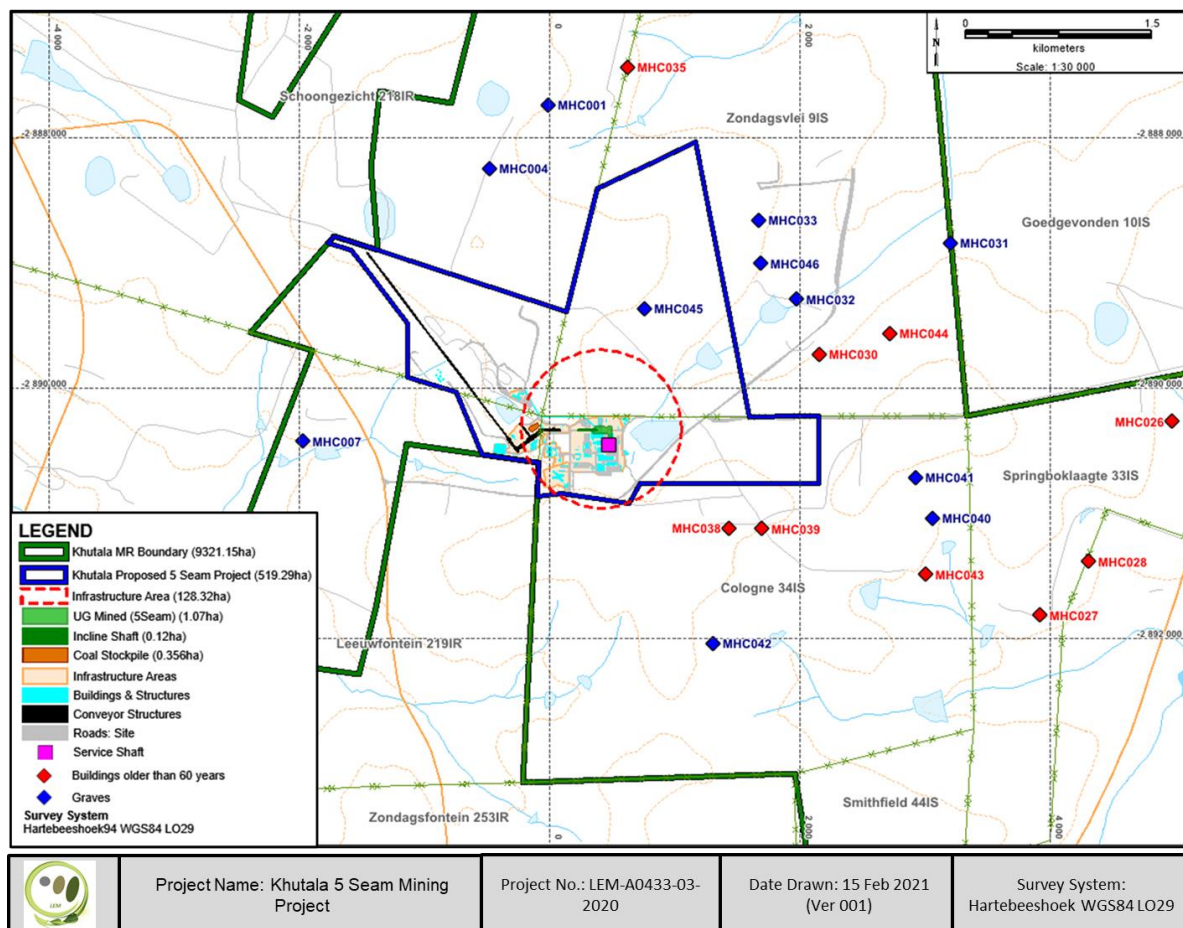 -4 000
-2 000
0
2 000
N
0
1.5
kilometers
Scale: 1:30 000
MHC035
Schoongezicht 218IR
MHC001
Zondagsvlei 9IS
-2 888 000
-2 888 000
MHC004
MHC033
Goedgevonden 10IS
MHC031
MHC046
MHC032
MHC045
MHC044
MHC030
-2 890 000
-2 890 000
MHC026
MHC007
MHC041
Springboklaagte 33IS
MHC040
MHC038
MHC039
MHC028
MHC043
Cologne 34IS
MHC027
-2 892 000
Leeuwfontein 219IR
MHC042
Smithfield 44IS
Zondagsfontein 253IR
0
2 000
4 000
LEGEND
Khutala MR Boundary (9321.15ha)
Khutala Proposed 5 Seam Project (519.29ha)
Infrastructure Area (128.32ha)
UG Mined (5Seam) (1.07ha)
Incline Shaft (0.12ha)
Coal Stockpile (0.356ha)
Infrastructure Areas
Buildings & Structures
Conveyor Structures
Roads: Site
Service Shaft
Buildings older than 60 years
Graves
Survey System
Hartebeeshoek94 WGS84 LO29
LEM
Project Name: Khutala 5 Seam Mining
Project
Project No.: LEM-A0433-03-
2020
Date Drawn: 15 Feb 2021
(Ver 001)
Survey System:
Hartebeeshoek WGS84 LO29